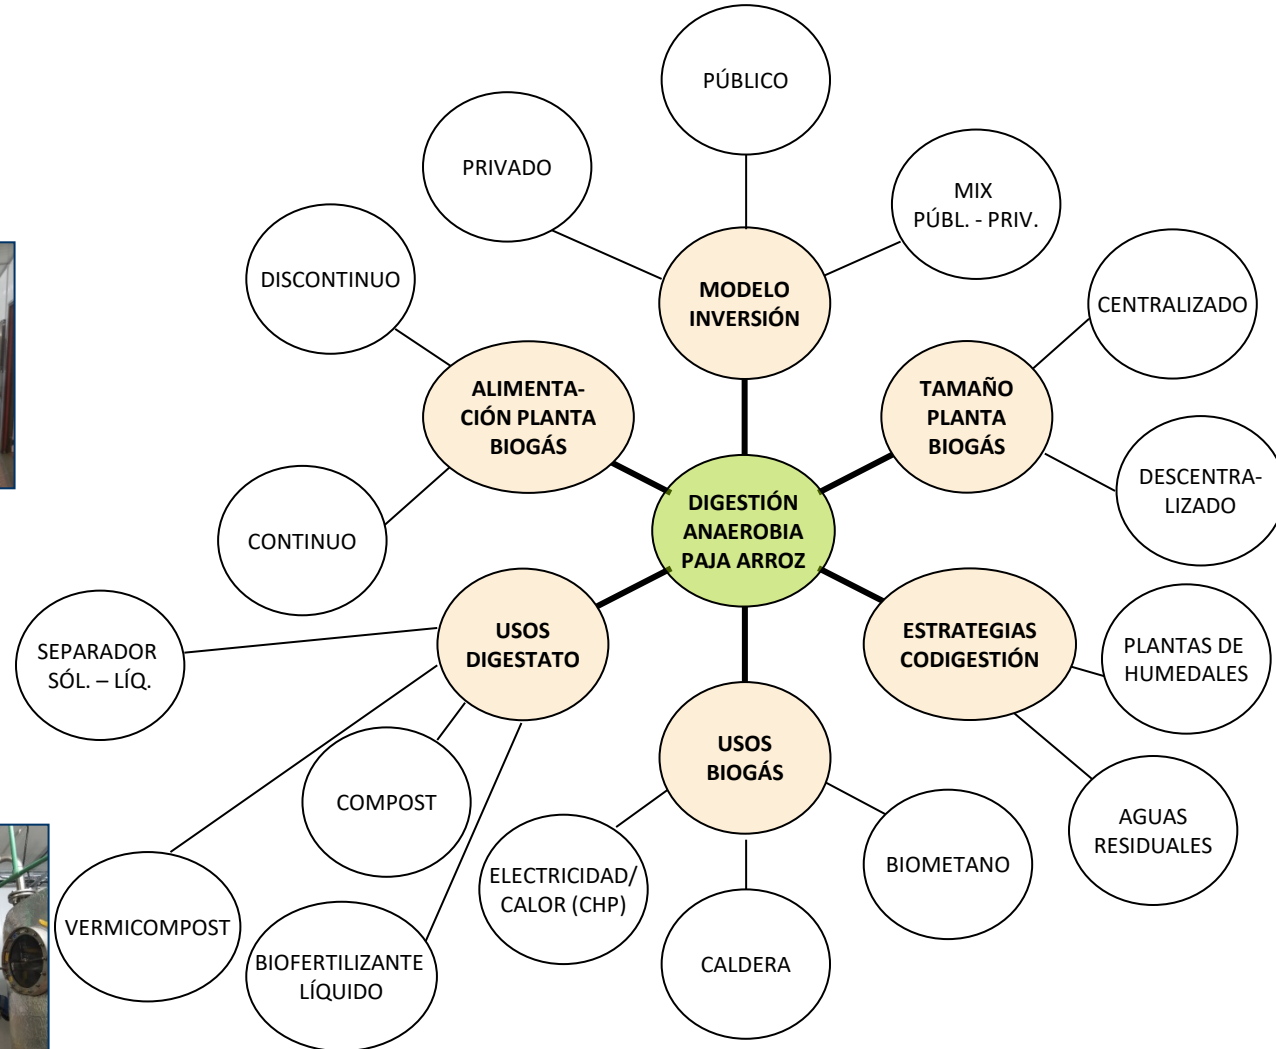 PÚBLICO
PRIVADO
MIX
PÚBL. - PRIV.
DISCONTINUO
MODELO
INVERSIÓN
CENTRALIZADO
ALIMENTA-
CIÓN PLANTA
BIOGÁS
TAMAÑO
PLANTA
BIOGÁS
DESCENTRA-
LIZADO
CONTINUO
DIGESTIÓN
ANAEROBIA
PAJA ARROZ
SEPARADOR
SÓL. – LÍQ.
USOS
DIGESTATO
ESTRATEGIAS
CODIGESTIÓN
PLANTAS DE
HUMEDALES
USOS
BIOGÁS
COMPOST
AGUAS
RESIDUALES
ELECTRICIDAD/
CALOR (CHP)
BIOMETANO
VERMICOMPOST
BIOFERTILIZANTE
LÍQUIDO
CALDERA